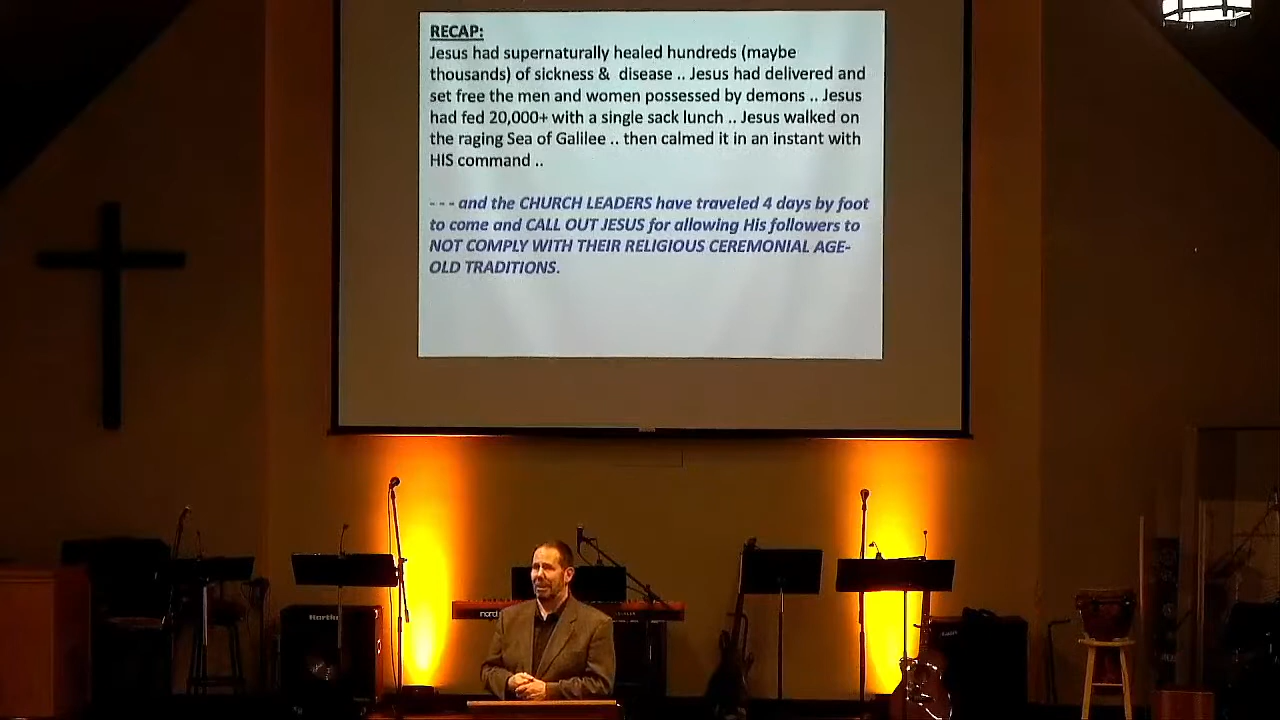 RECAP:
Jesus had supernaturally healed hundreds (maybe
thousands) of sickness & disease .. Jesus had delivered and
set free the men and women possessed by demons .. Jesus
had fed 20,000+ with a single sack lunch .. Jesus walked on
the raging Sea of Galilee .. then calmed it in an instant with
HIS command ..
- - - and the CHURCH LEADERS have traveled 4 days by foot
to come and CALL OUT JESUS for allowing His followers to
NOT COMPLY WITH THEIR RELIGIOUS CEREMONIAL AGE-
OLD TRADITIONS.
nord